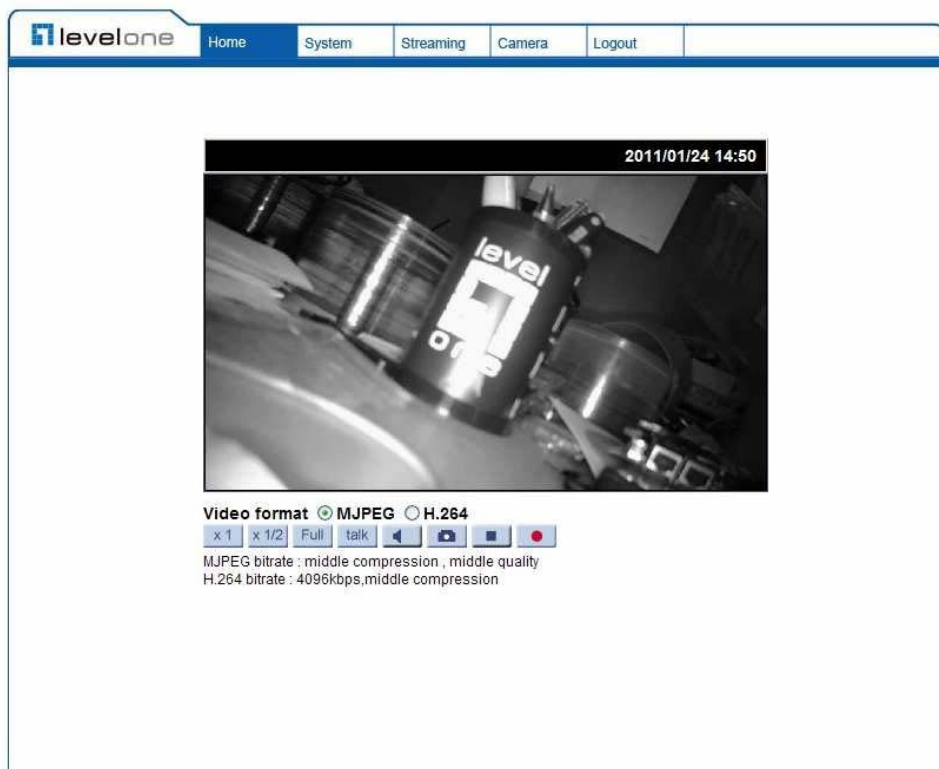 levelone
Home System Streaming Camera Logout
2011/01/24 14:50
level
one
Video format MJPEG H.264
x 1 x 1/2 Full talk
MJPEG bitrate : middle compression , middle quality
H.264 bitrate : 4096kbps,middle compression